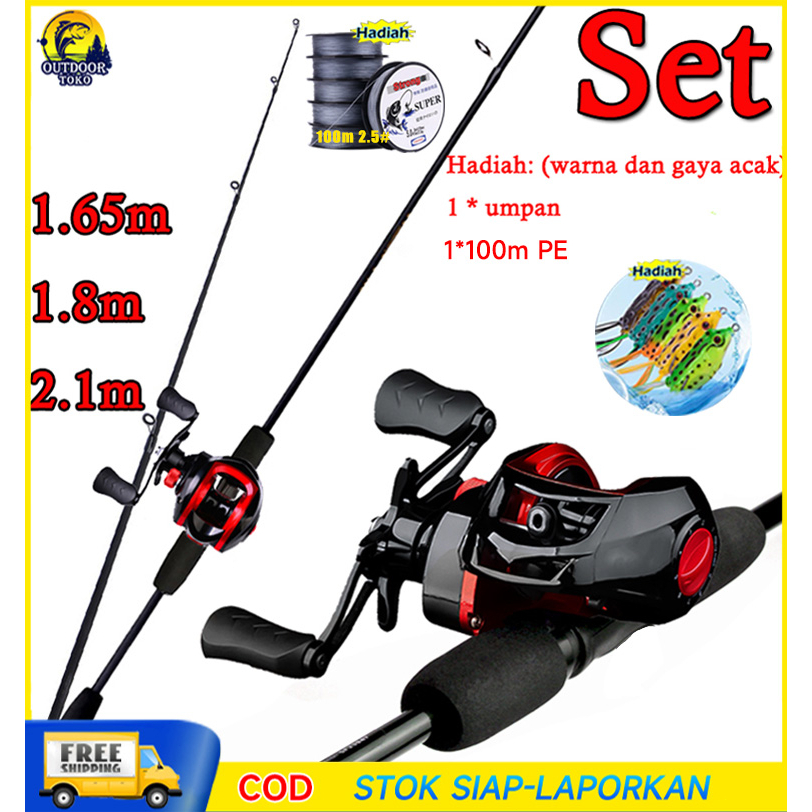 OUTDOOR
TOKO
Hadiah
Strong
SUPER
100m 2.5#
Set
Hadiah: (warna dan gaya acak)
1 * umpan
1*100m PE
Hadiah
1.65m
1.8m
2.1m
FREE
SHIPPING
COD
STOK SIAP-LAPORKAN